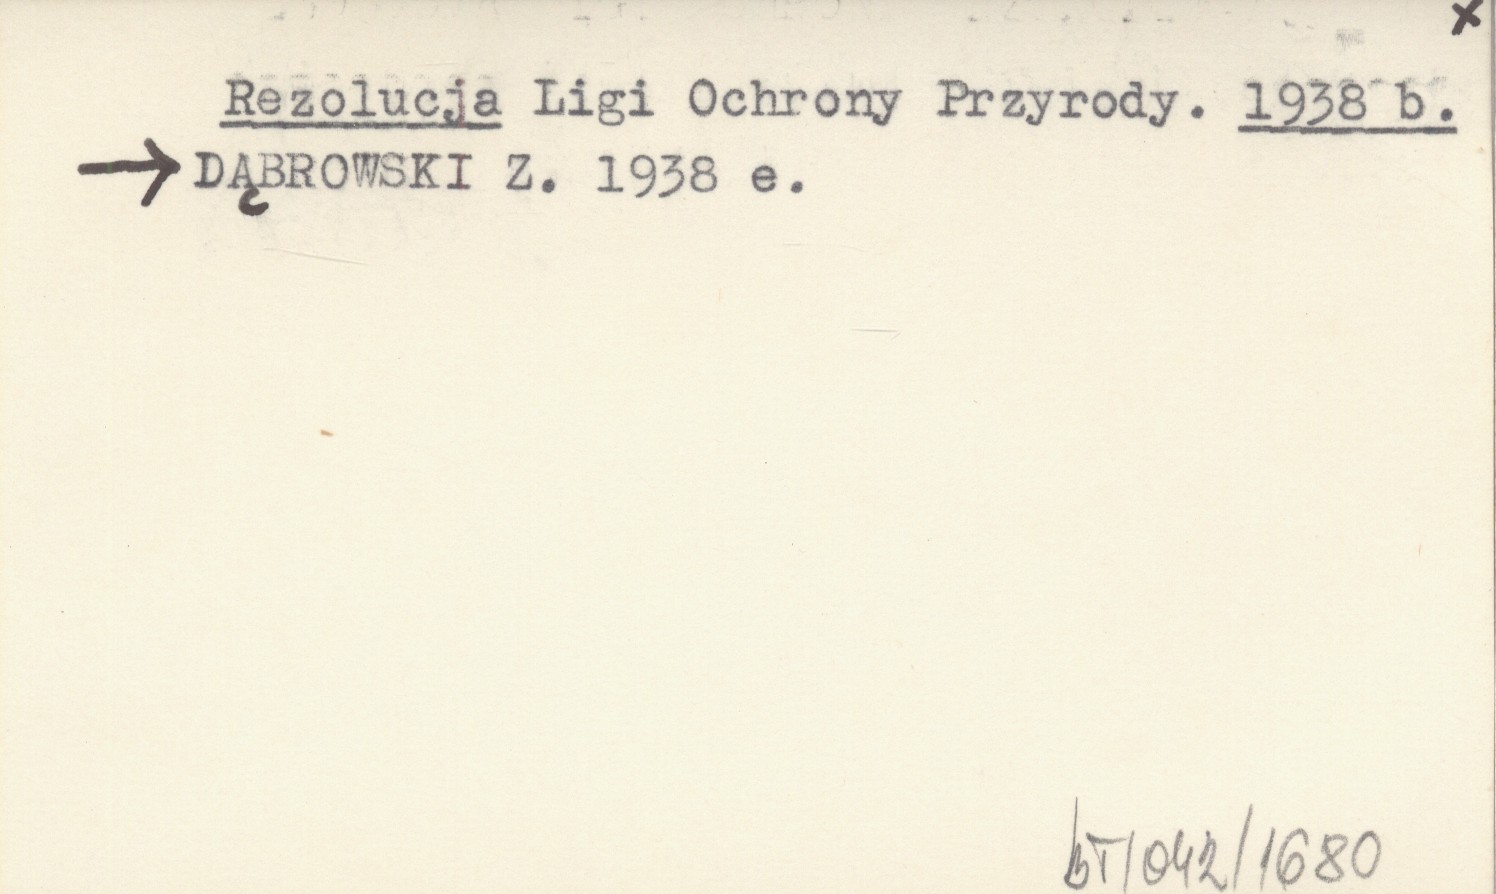 x
Rezolucja Ligi Ochrony Przyrody. 1938 b.
→ DĄBROWSKI Z. 1938 e.
bT/042/1680